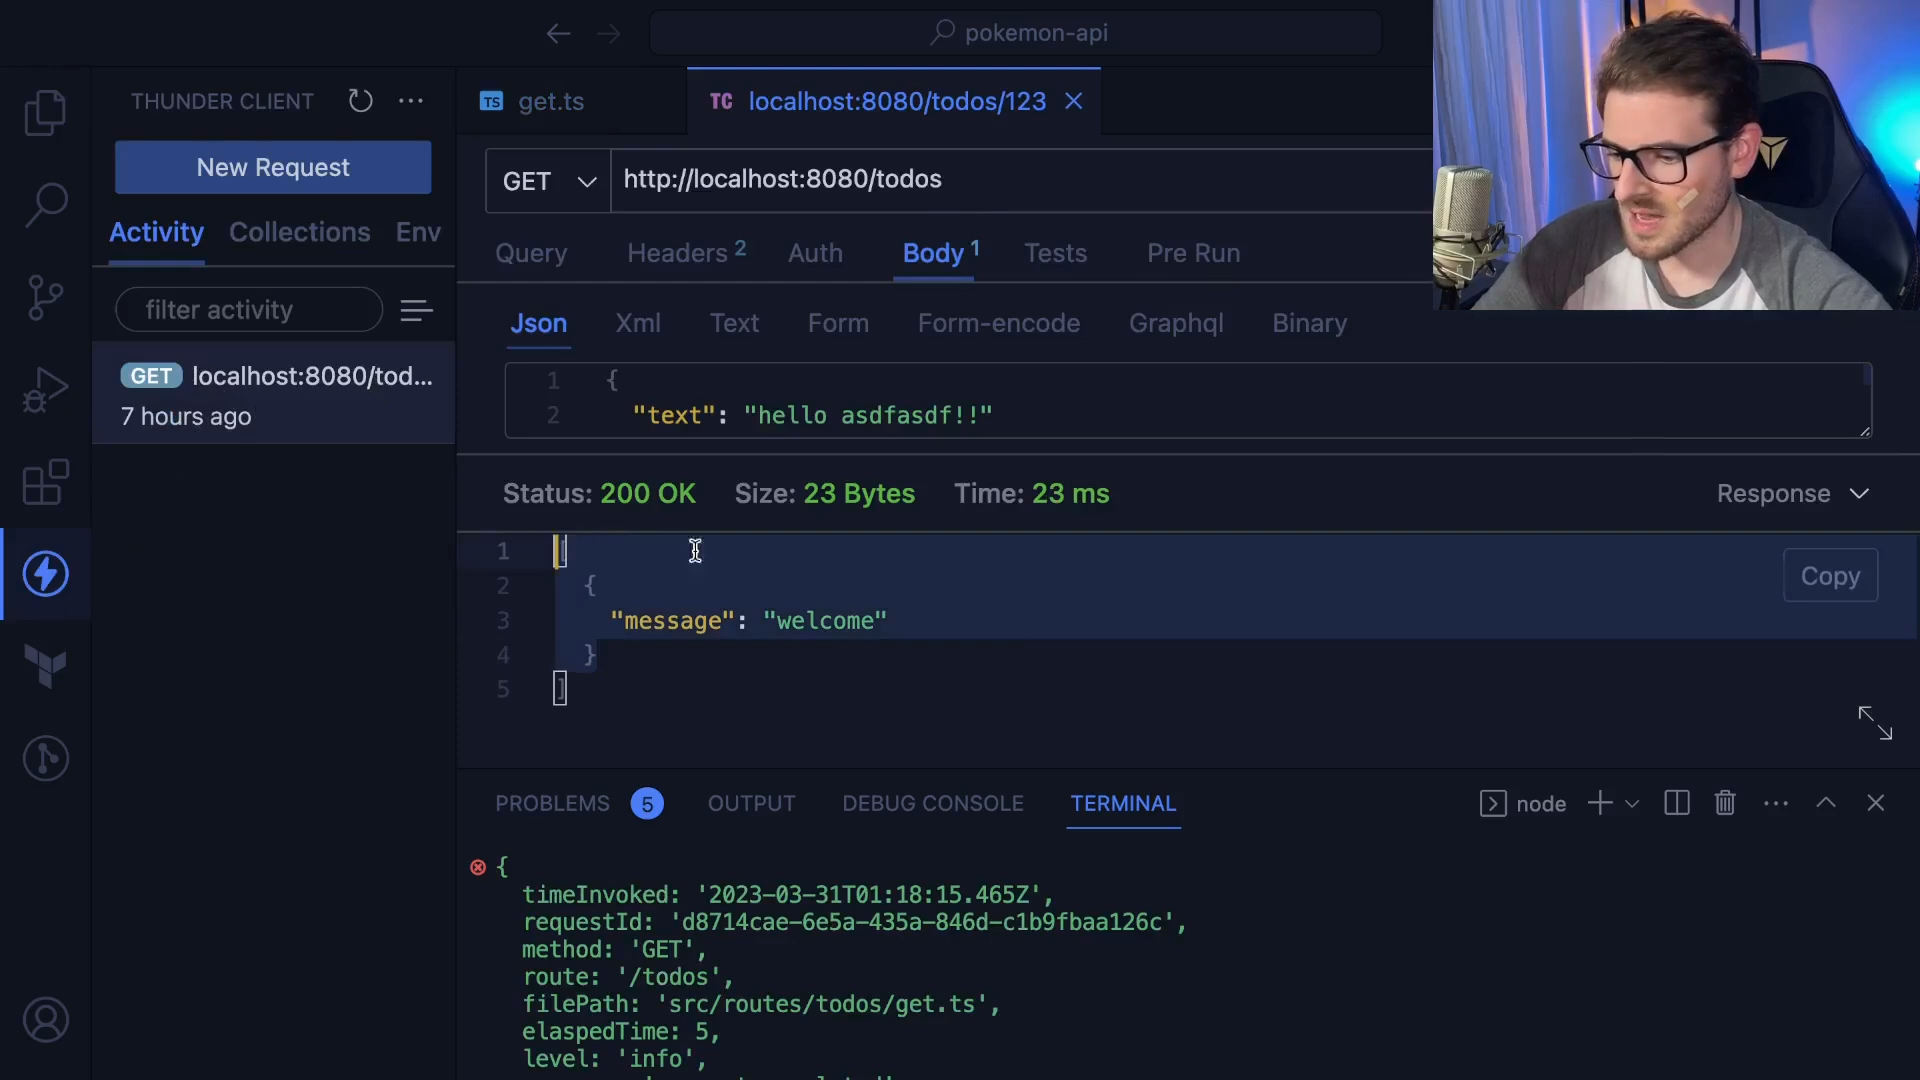 pokemon-api
THUNDER CLIENT
TS get.ts
TC localhost:8080/todos/123
New Request
GET http://localhost:8080/todos
Activity Collections Env
Query Headers 2 Auth Body 1 Tests Pre Run
filter activity
Json Xml Text Form Form-encode Graphql Binary
GET localhost:8080/tod...
7 hours ago
1 {
2 "text": "hello asdfasdf!!"
Status: 200 OK Size: 23 Bytes Time: 23 ms Response
1 [
Copy
2 {
3 "message": "welcome"
4 }
5 ]
PROBLEMS 5 OUTPUT DEBUG CONSOLE TERMINAL node
{
timeInvoked: '2023-03-31T01:18:15.465Z',
requestId: 'd8714cae-6e5a-435a-846d-c1b9fbaa126c',
method: 'GET',
route: '/todos',
filePath: 'src/routes/todos/get.ts',
elaspedTime: 5,
level: 'info',